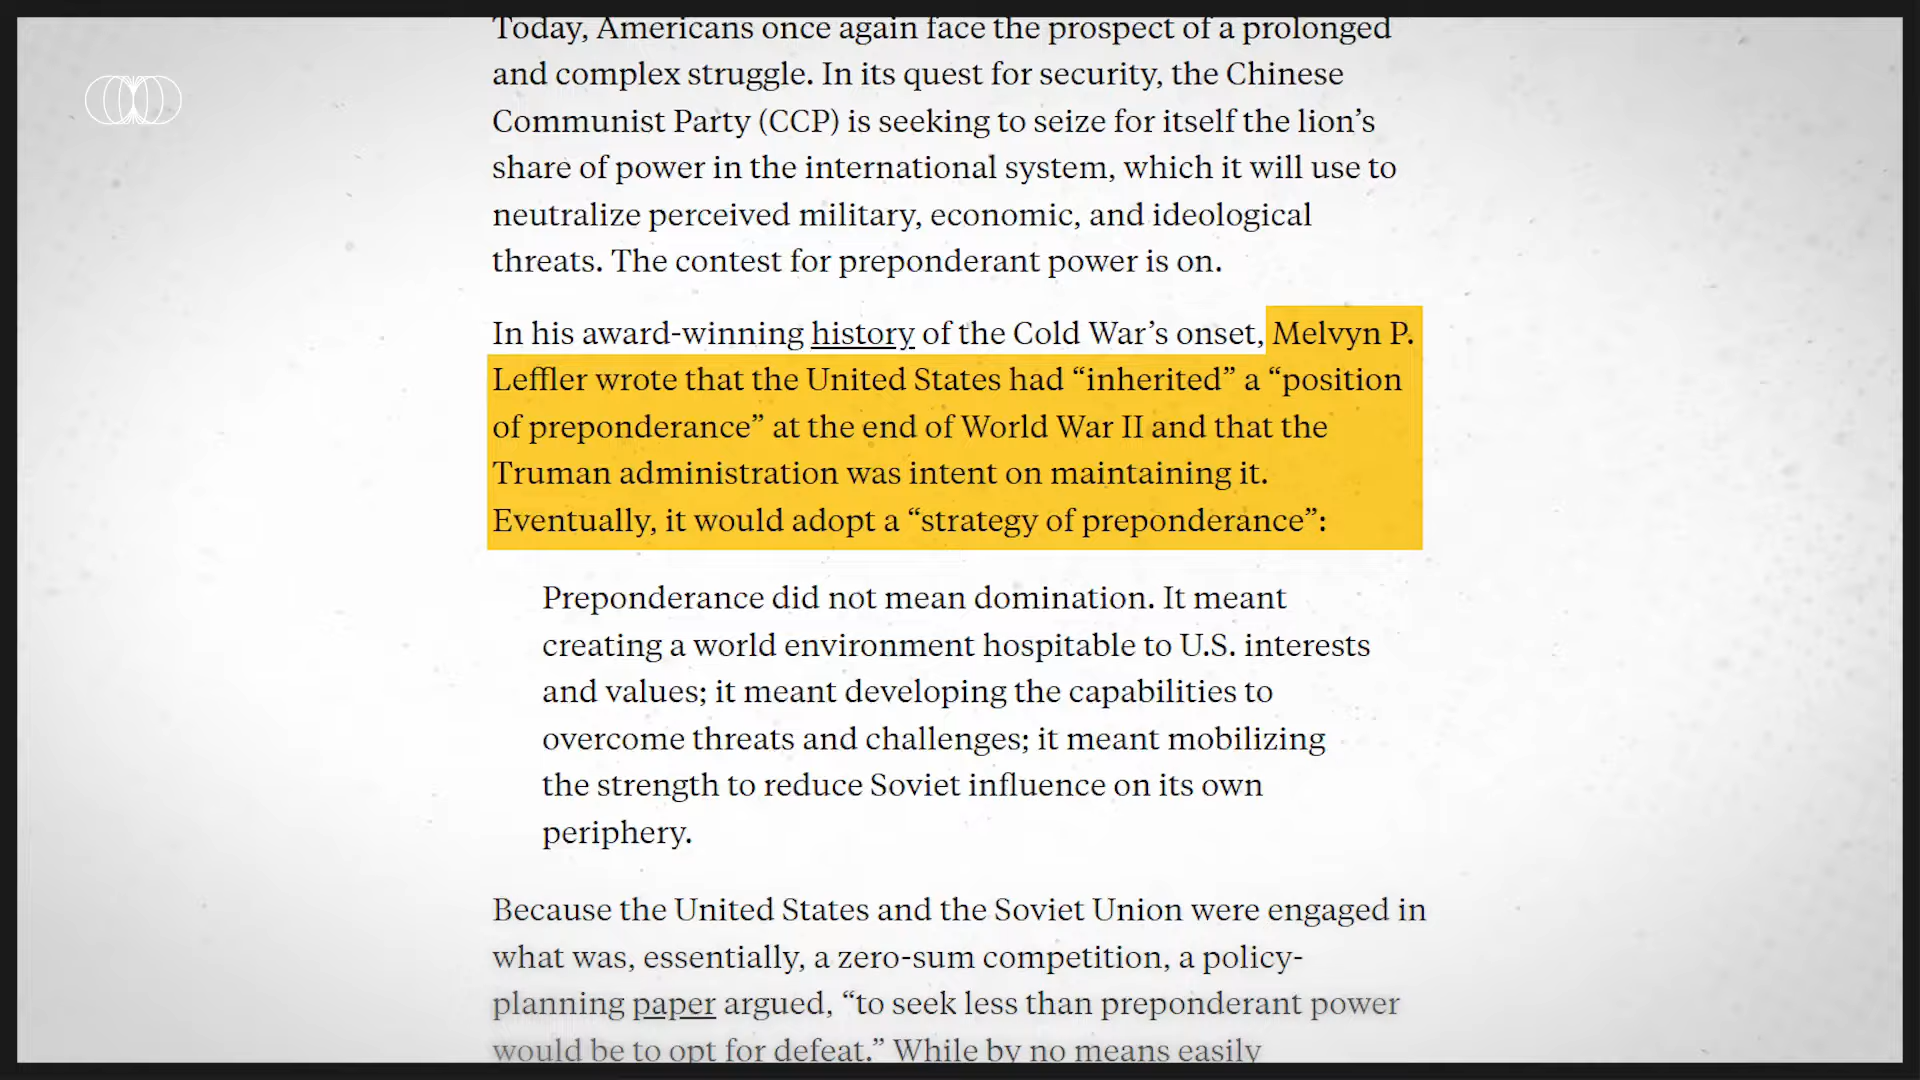 Today, Americans once again face the prospect of a prolonged
and complex struggle. In its quest for security, the Chinese
Communist Party (CCP) is seeking to seize for itself the lion’s
share of power in the international system, which it will use to
neutralize perceived military, economic, and ideological
threats. The contest for preponderant power is on.
In his award-winning history of the Cold War’s onset, Melvyn P.
Leffler wrote that the United States had “inherited” a “position
of preponderance” at the end of World War II and that the
Truman administration was intent on maintaining it.
Eventually, it would adopt a “strategy of preponderance”:
Preponderance did not mean domination. It meant
creating a world environment hospitable to U.S. interests
and values; it meant developing the capabilities to
overcome threats and challenges; it meant mobilizing
the strength to reduce Soviet influence on its own
periphery.
Because the United States and the Soviet Union were engaged in
what was, essentially, a zero-sum competition, a policy-
planning paper argued, “to seek less than preponderant power
would be to opt for defeat.” While by no means easily